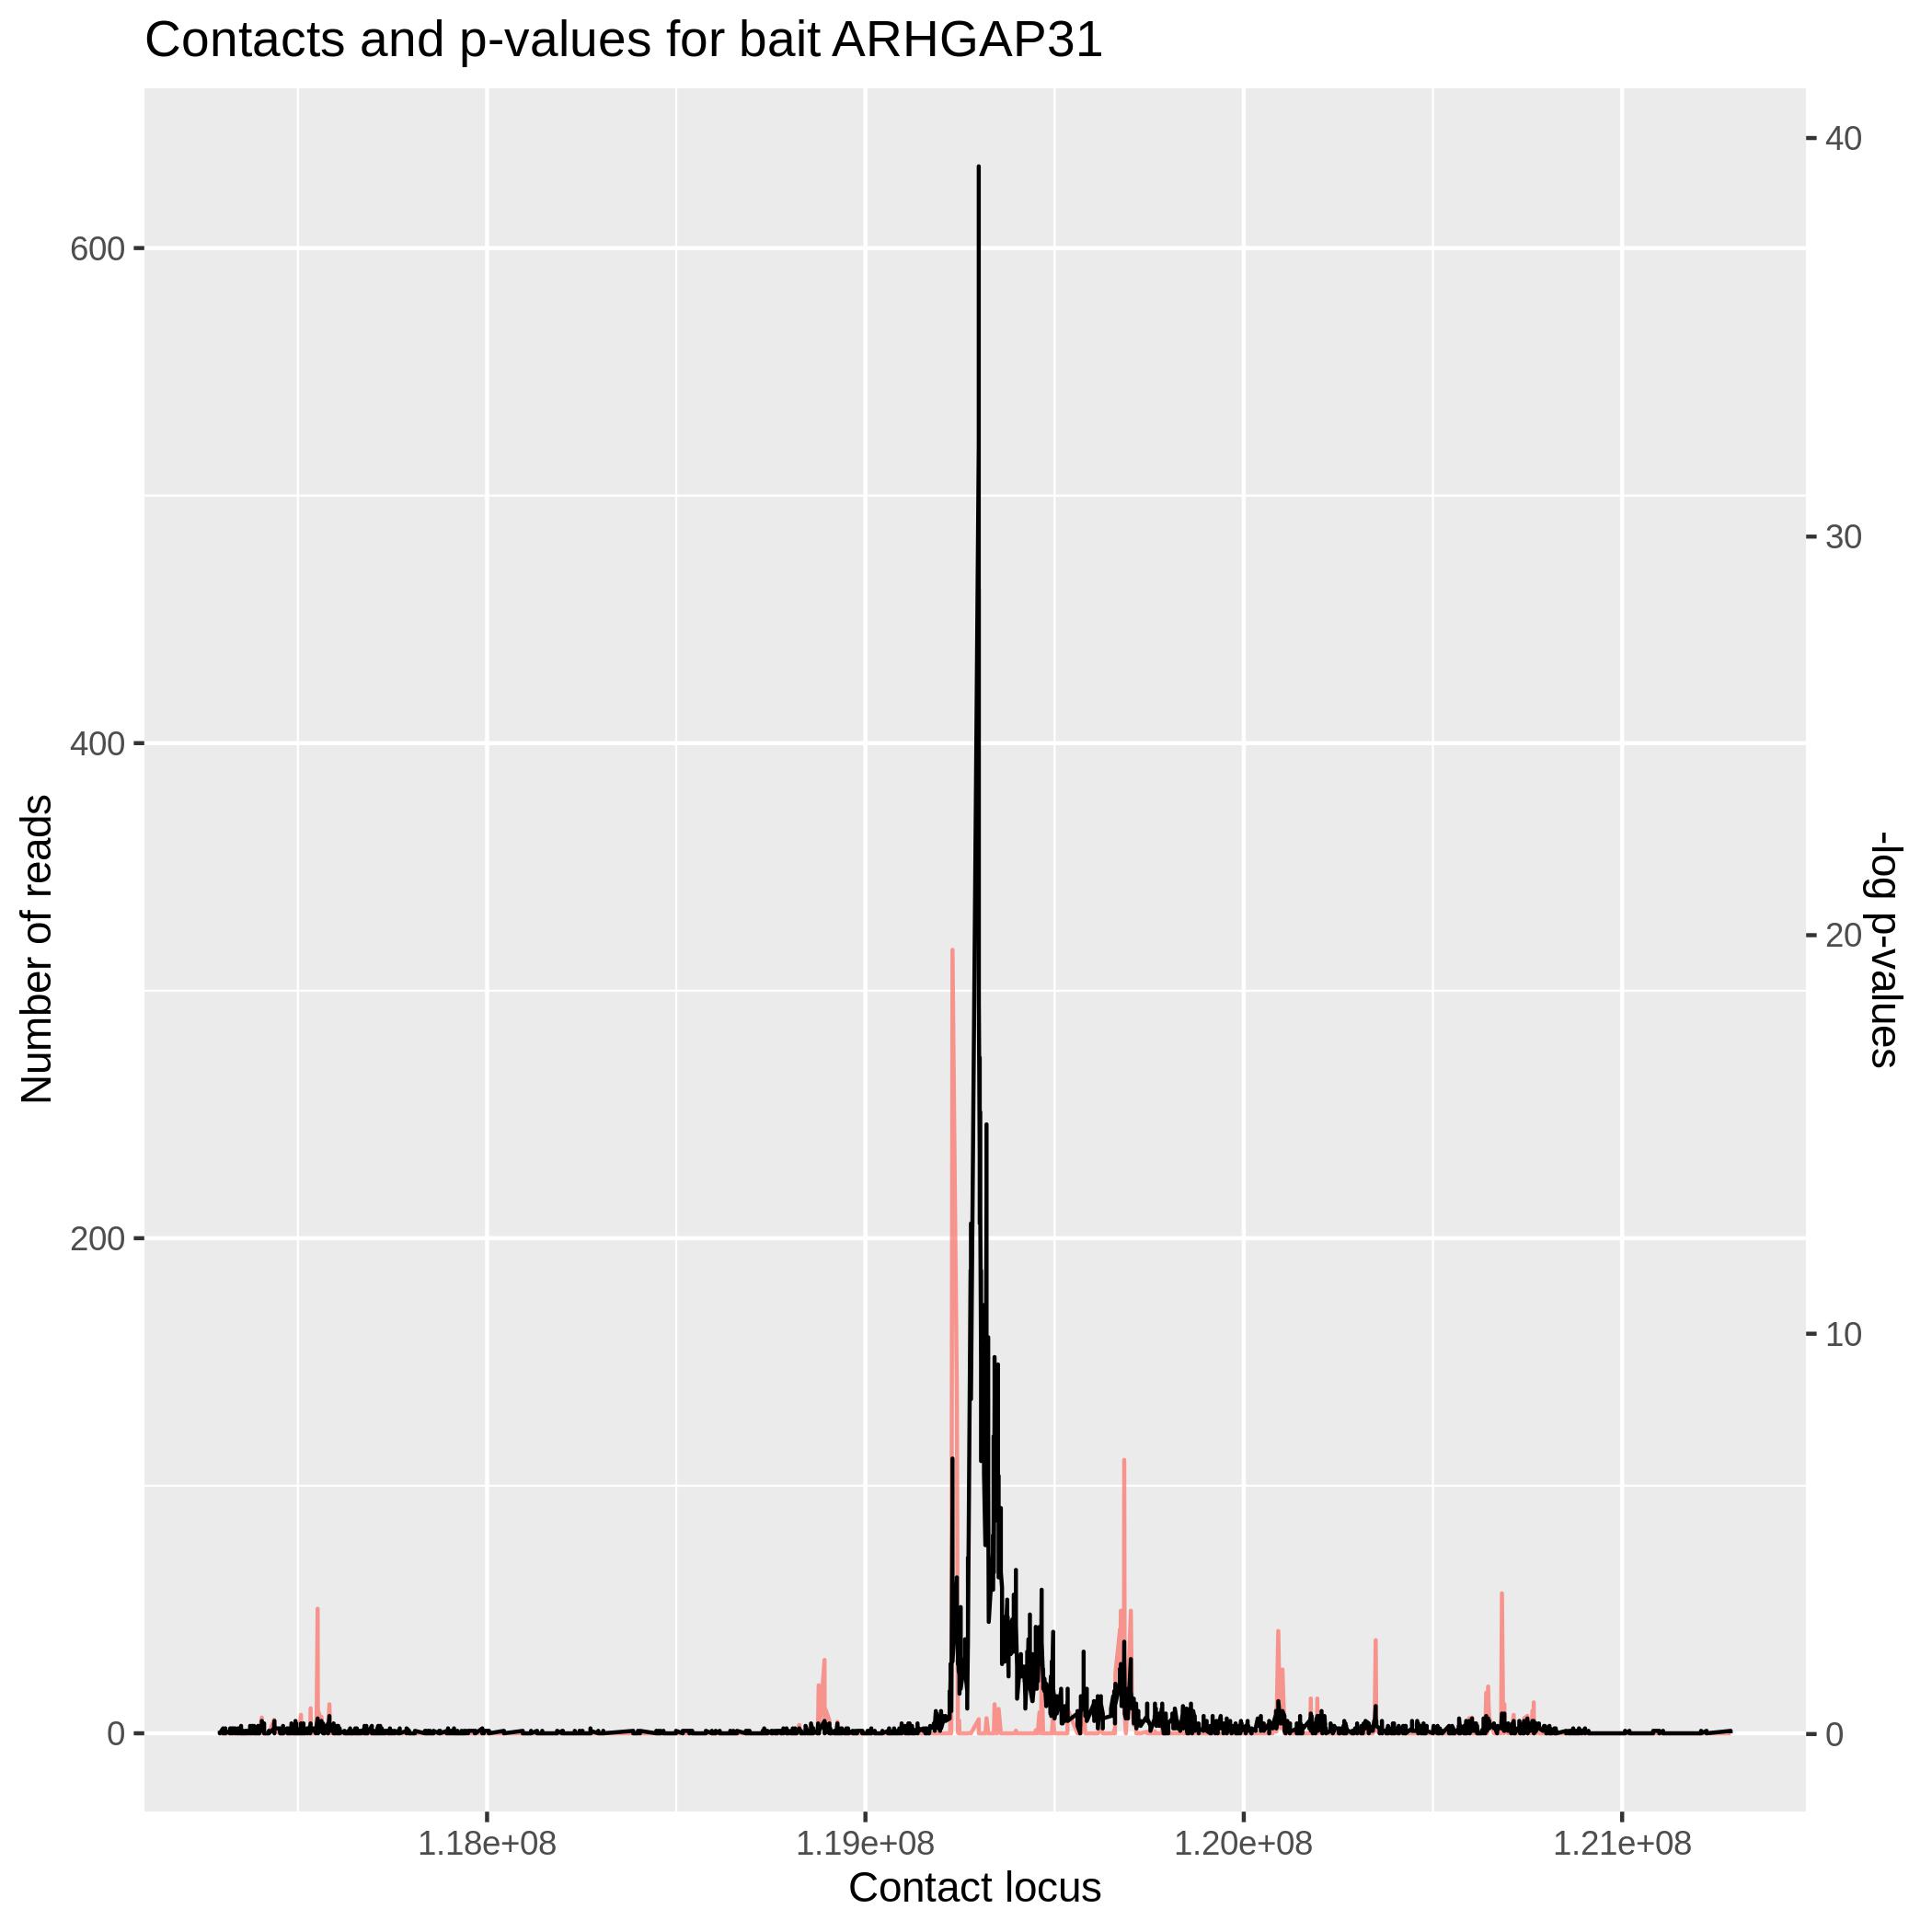 Contacts and p-values for bait ARHGAP31
Number of reads
600
400
200
0
40
30
20
10
0
-log p-values
1.18e+08
1.19e+08
1.20e+08
1.21e+08
Contact locus